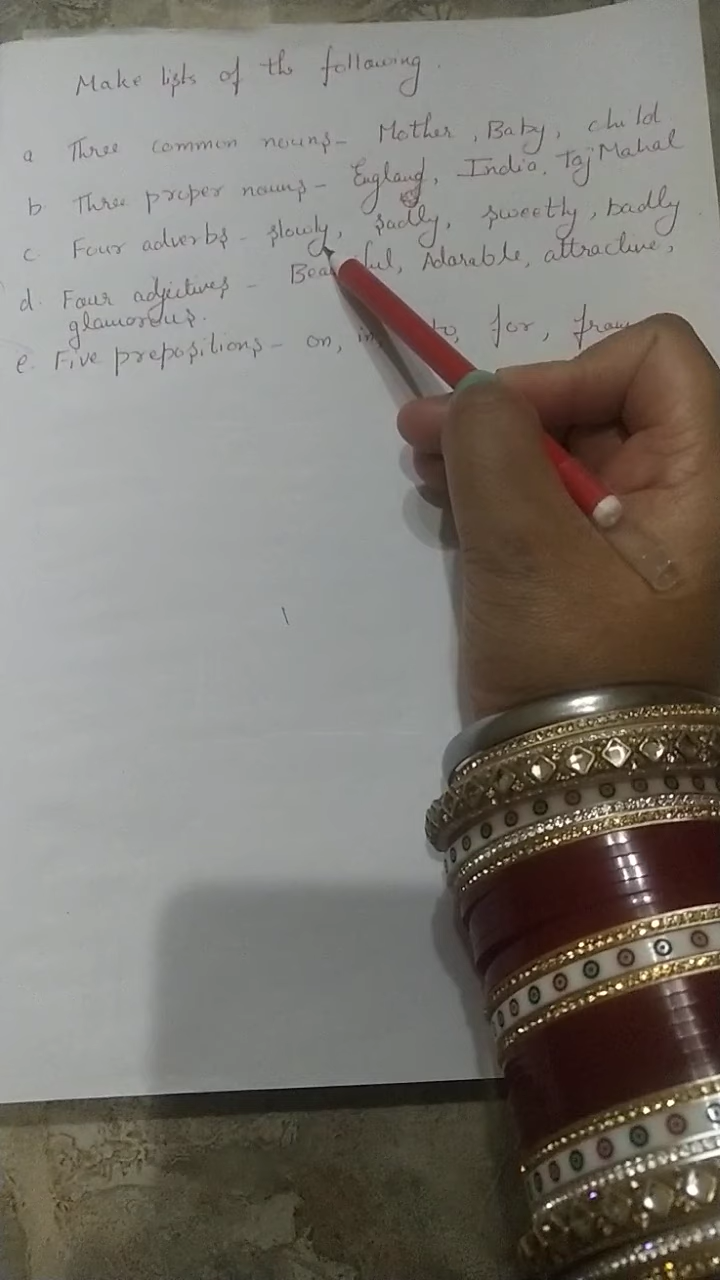 Make lists of the following.
a Three common nouns - Mother, Baby, child
b. Three proper nouns - England, India, Taj Mahal
c. Four adverbs - slowly, sadly, sweetly, badly
d. Four adjectives - Adorable, attractive,
glamorous.
e. Five prepositions - on, in, for,